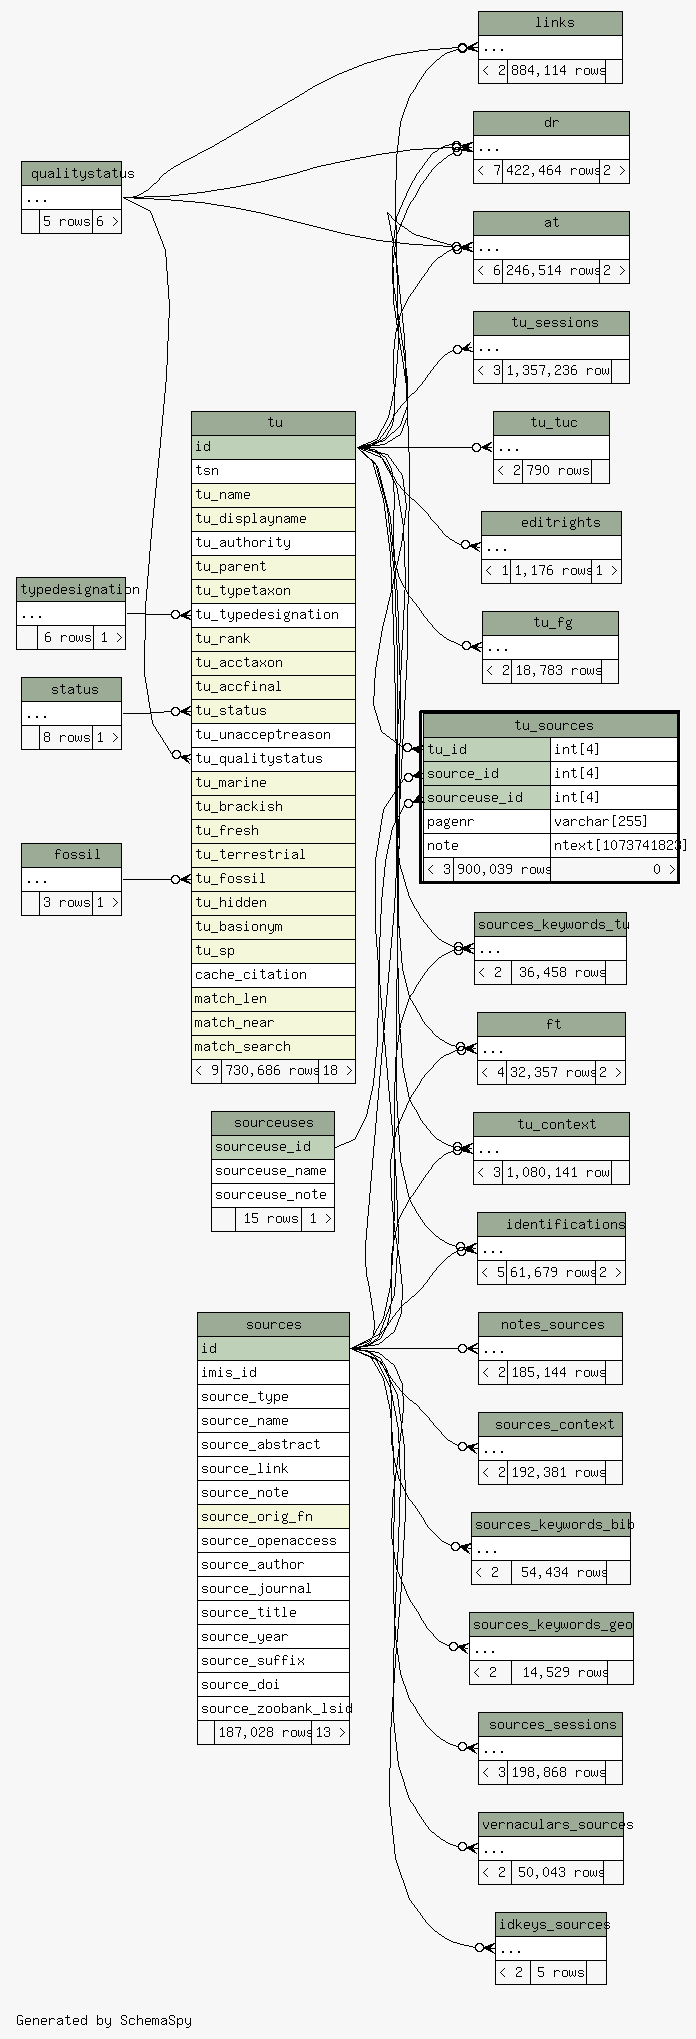 links
...
< 2 884,114 rows
dr
...
< 7 422,464 rows 2 >
qualitystatus
...
5 rows 6 >
at
...
< 6 246,514 rows 2 >
tu_sessions
...
< 3 1,357,236 row
tu
id
tsn
tu_name
tu_displayname
tu_authority
tu_parent
tu_typetaxon
tu_typedesignation
tu_rank
tu_acctaxon
tu_accfinal
tu_status
tu_unacceptreason
tu_qualitystatus
tu_marine
tu_brackish
tu_fresh
tu_terrestrial
tu_fossil
tu_hidden
tu_basionym
tu_sp
cache_citation
match_len
match_near
match_search
< 9 730,686 rows 18 >
tu_tuc
...
< 2 790 rows
editrights
...
< 1 1,176 rows 1 >
typedesignation
...
6 rows 1 >
tu_fg
...
< 2 18,783 rows
status
...
8 rows 1 >
tu_sources
tu_id int[4]
source_id int[4]
sourceuse_id int[4]
pagenr varchar[255]
note ntext[1073741823]
< 3 900,039 rows 0 >
fossil
...
3 rows 1 >
sources_keywords_tu
...
< 2 36,458 rows
ft
...
< 4 32,357 rows 2 >
sourceuses
sourceuse_id
sourceuse_name
sourceuse_note
15 rows 1 >
tu_context
...
< 3 1,080,141 row
identifications
...
< 5 61,679 rows 2 >
sources
id
imis_id
source_type
source_name
source_abstract
source_link
source_note
source_orig_fn
source_openaccess
source_author
source_journal
source_title
source_year
source_suffix
source_doi
source_zoobank_lsid
187,028 rows 13 >
notes_sources
...
< 2 185,144 rows
sources_context
...
< 2 192,381 rows
sources_keywords_bib
...
< 2 54,434 rows
sources_keywords_geo
...
< 2 14,529 rows
sources_sessions
...
< 3 198,868 rows
vernaculars_sources
...
< 2 50,043 rows
idkeys_sources
...
< 2 5 rows
Generated by SchemaSpy